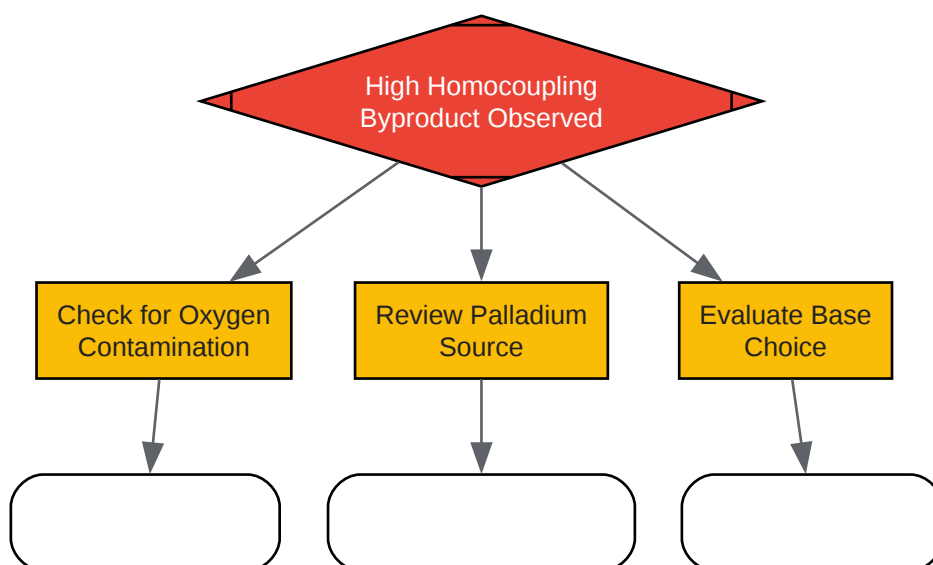 High Homocoupling
Byproduct Observed
Check for Oxygen
Contamination
Review Palladium
Source
Evaluate Base
Choice